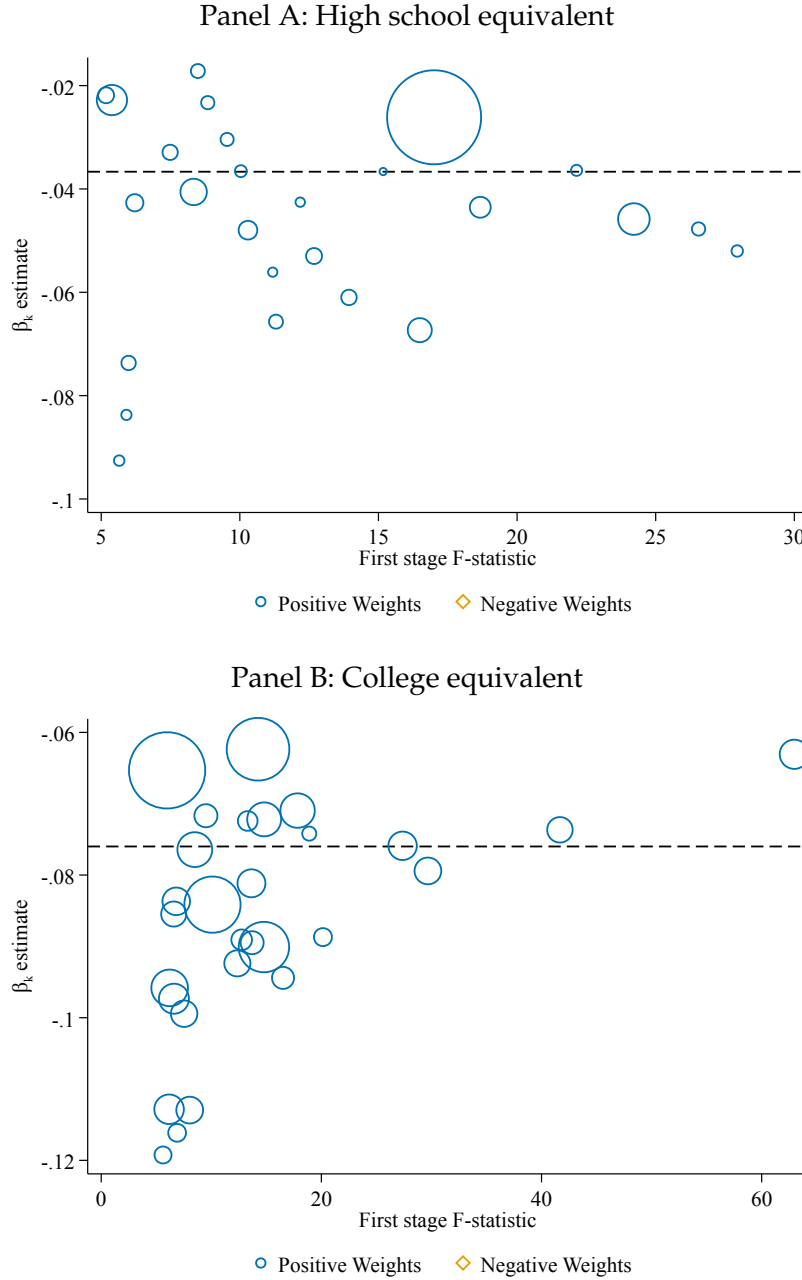 Panel A: High school equivalent
-.02
-.04
-.06
-.08
-.1
βk estimate
5 10 15 20 25 30
First stage F-statistic
Positive Weights Negative Weights
Panel B: College equivalent
-.06
-.08
-.1
-.12
βk estimate
0 20 40 60
First stage F-statistic
Positive Weights Negative Weights